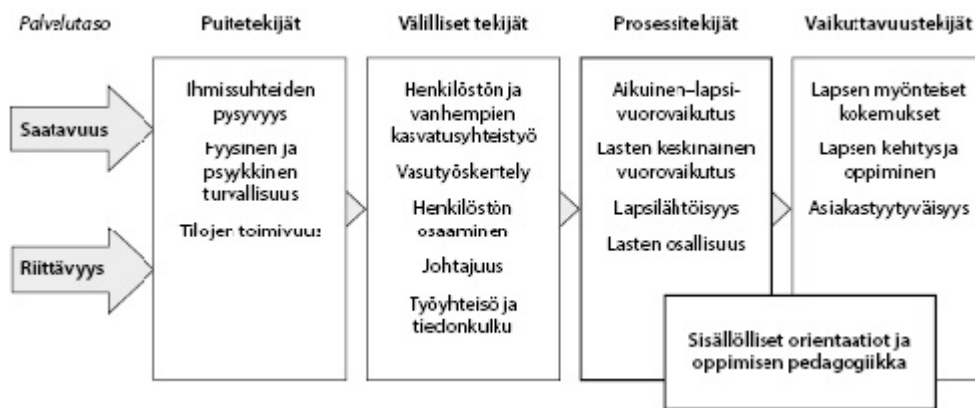 Palvelutaso
Puitetekijät
Välilliset tekijät
Prosessitekijät
Vaikuttavuustekijät
Saatavuus
Riittävyys
Ihmissuhteiden
pysyvyys
Fyysinen ja
psyykkinen
turvallisuus
Tilojen toimivuus
Henkilöstön ja
vanhempien
kasvatusyhteistyö
Vasutyöskertely
Henkilöstön
osaaminen
Johtajuus
Työyhteisö ja
tiedonkulku
Aikuinen–lapsi-
vuorovaikutus
Lasten keskinäinen
vuorovaikutus
Lapsilähtöisyys
Lasten osallisuus
Lapsen myönteiset
kokemukset
Lapsen kehitys ja
oppiminen
Asiakastyytyväisyys
Sisällölliset orientaatiot ja
oppimisen pedagogiikka